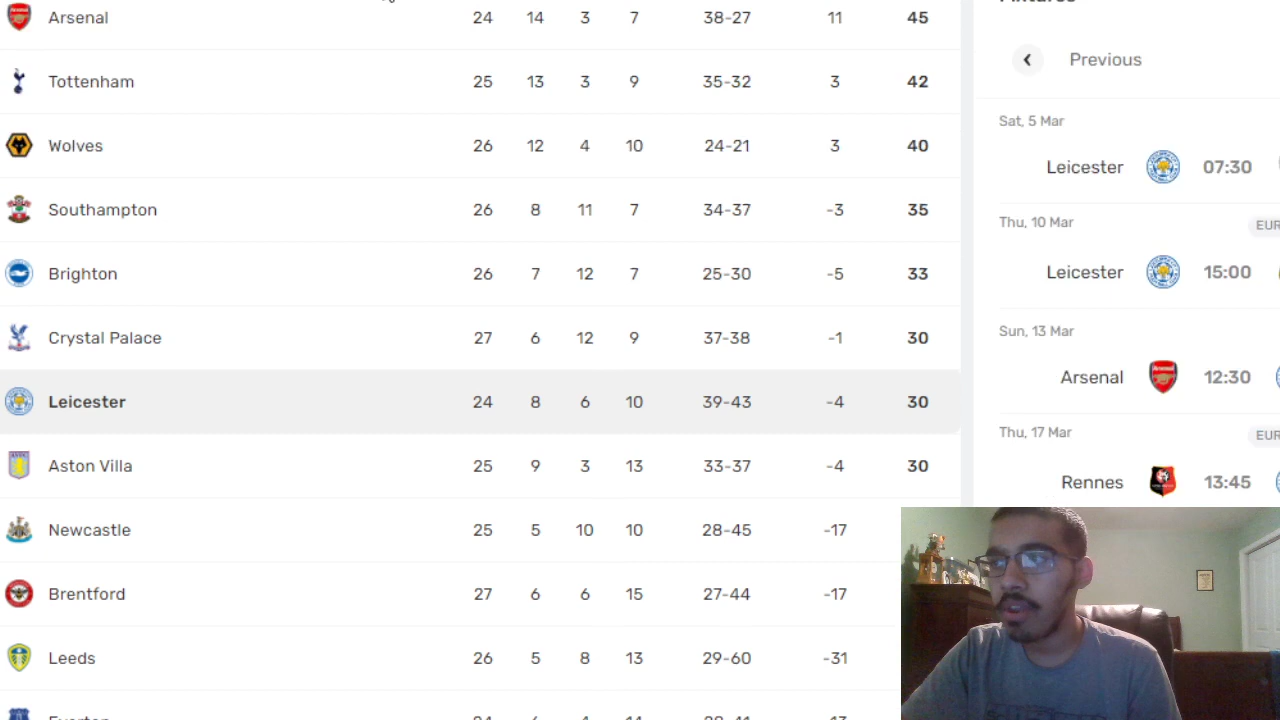 Arsenal 24 14 3 7 38-27 11 45
Tottenham 25 13 3 9 35-32 3 42
Wolves 26 12 4 10 24-21 3 40
Southampton 26 8 11 7 34-37 -3 35
Brighton 26 7 12 7 25-30 -5 33
Crystal Palace 27 6 12 9 37-38 -1 30
Leicester 24 8 6 10 39-43 -4 30
Aston Villa 25 9 3 13 33-37 -4 30
Newcastle 25 5 10 10 28-45 -17
Brentford 27 6 6 15 27-44 -17
Leeds 26 5 8 13 29-60 -31
Everton
Previous
Sat, 5 Mar
Leicester 07:30
Thu, 10 Mar EUR
Leicester 15:00
Sun, 13 Mar
Arsenal 12:30
Thu, 17 Mar EUR
Rennes 13:45